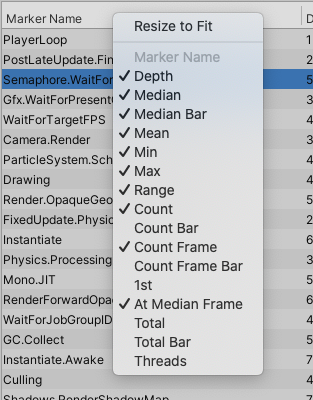 Marker Name
D
PlayerLoop
1
PostLateUpdate.Fin
2
Semaphore.WaitFor
5
Gfx.WaitForPresent
3
WaitForTargetFPS
4
Camera.Render
3
ParticleSystem.Sch
4
Drawing
4
Render.OpaqueGeo
5
FixedUpdate.Physic
2
Instantiate
6
Physics.Processing
3
Mono.JIT
5
RenderForwardOpa
6
WaitForJobGroupID
4
GC.Collect
5
Instantiate.Awake
7
Culling
4
Shadows.RenderShadowMap
Resize to Fit
Marker Name
✓ Depth
✓ Median
✓ Median Bar
✓ Mean
✓ Min
✓ Max
✓ Range
✓ Count
Count Bar
✓ Count Frame
Count Frame Bar
1st
✓ At Median Frame
Total
Total Bar
Threads